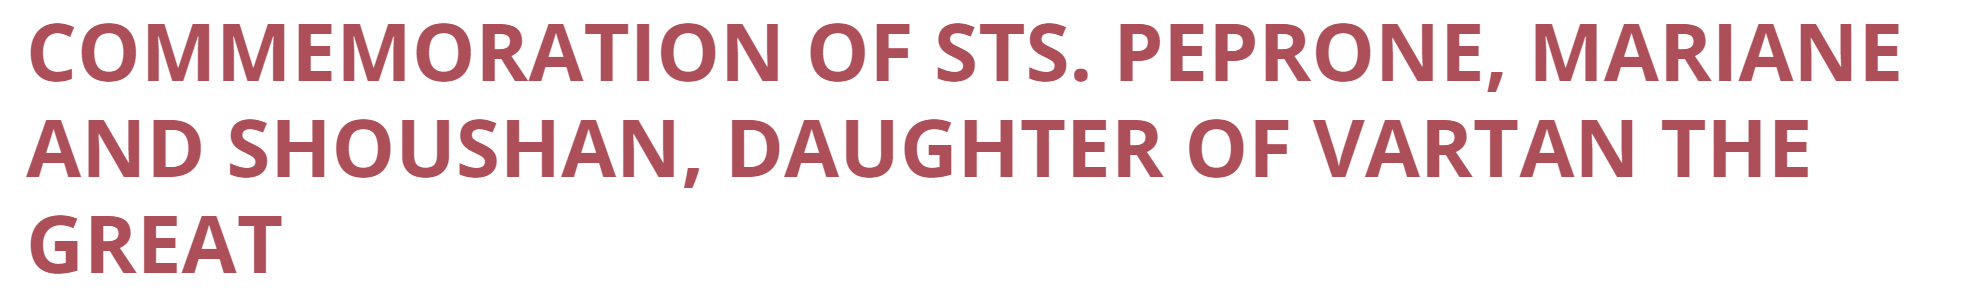 COMMEMORATION OF STS. PEPRONE, MARIANE
AND SHOUSHAN, DAUGHTER OF VARTAN THE
GREAT